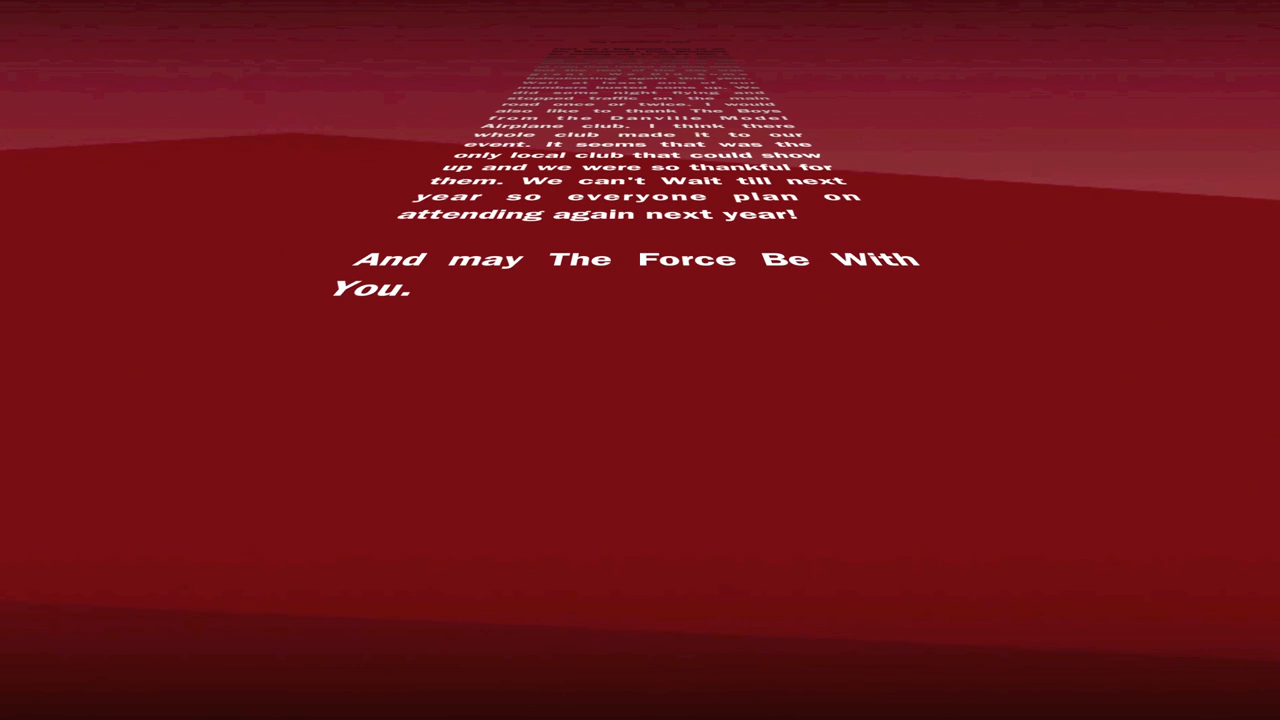 again this year.
Well at least one of our
members busted some up. We
did some night flying and
stopped traffic on the main
road once or twice. I would
also like to thank The Boys
from the Danville Model
Airplane club. I think there
whole club made it to our
event. It seems that was the
only local club that could show
up and we were so thankful for
them. We can't Wait till next
year so everyone plan on
attending again next year!
And may The Force Be With
You.